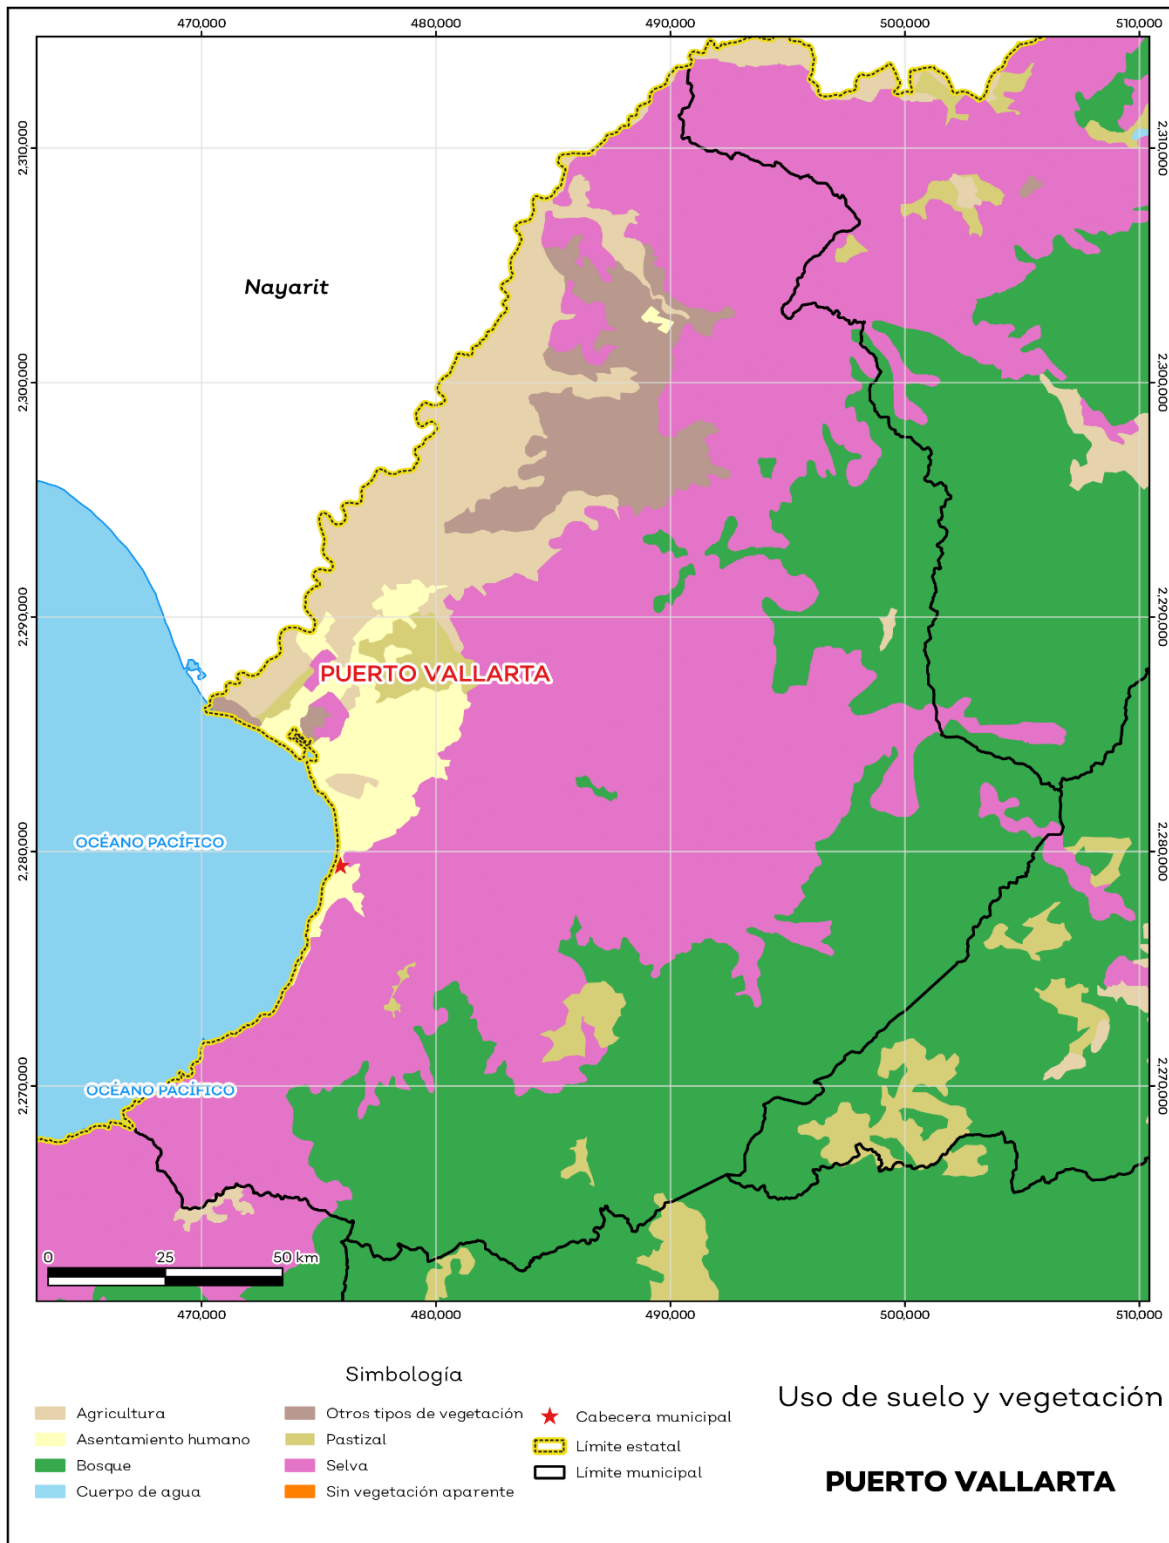 470,000 480,000 490,000 500,000 510,000
2,310,000 2,310,000
Nayarit
2,300,000 2,300,000
2,290,000 2,290,000
PUERTO VALLARTA
OCÉANO PACÍFICO
2,280,000 2,280,000
OCÉANO PACÍFICO
2,270,000 2,270,000
0 25 50 km
470,000 480,000 490,000 500,000 510,000
Simbología
Agricultura
Asentamiento humano
Bosque
Cuerpo de agua
Otros tipos de vegetación
Pastizal
Selva
Sin vegetación aparente
Cabecera municipal
Límite estatal
Límite municipal
Uso de suelo y vegetación
PUERTO VALLARTA